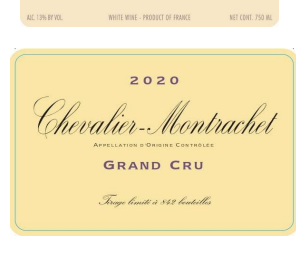 ALC. 13% BY VOL. WHITE WINE - PRODUCT OF FRANCE NET CONT. 750 ML
2020
Chevalier-Montrachet
APPELLATION D'ORIGINE CONTRÔLÉE
GRAND CRU
Tirage limité à 842 bouteilles